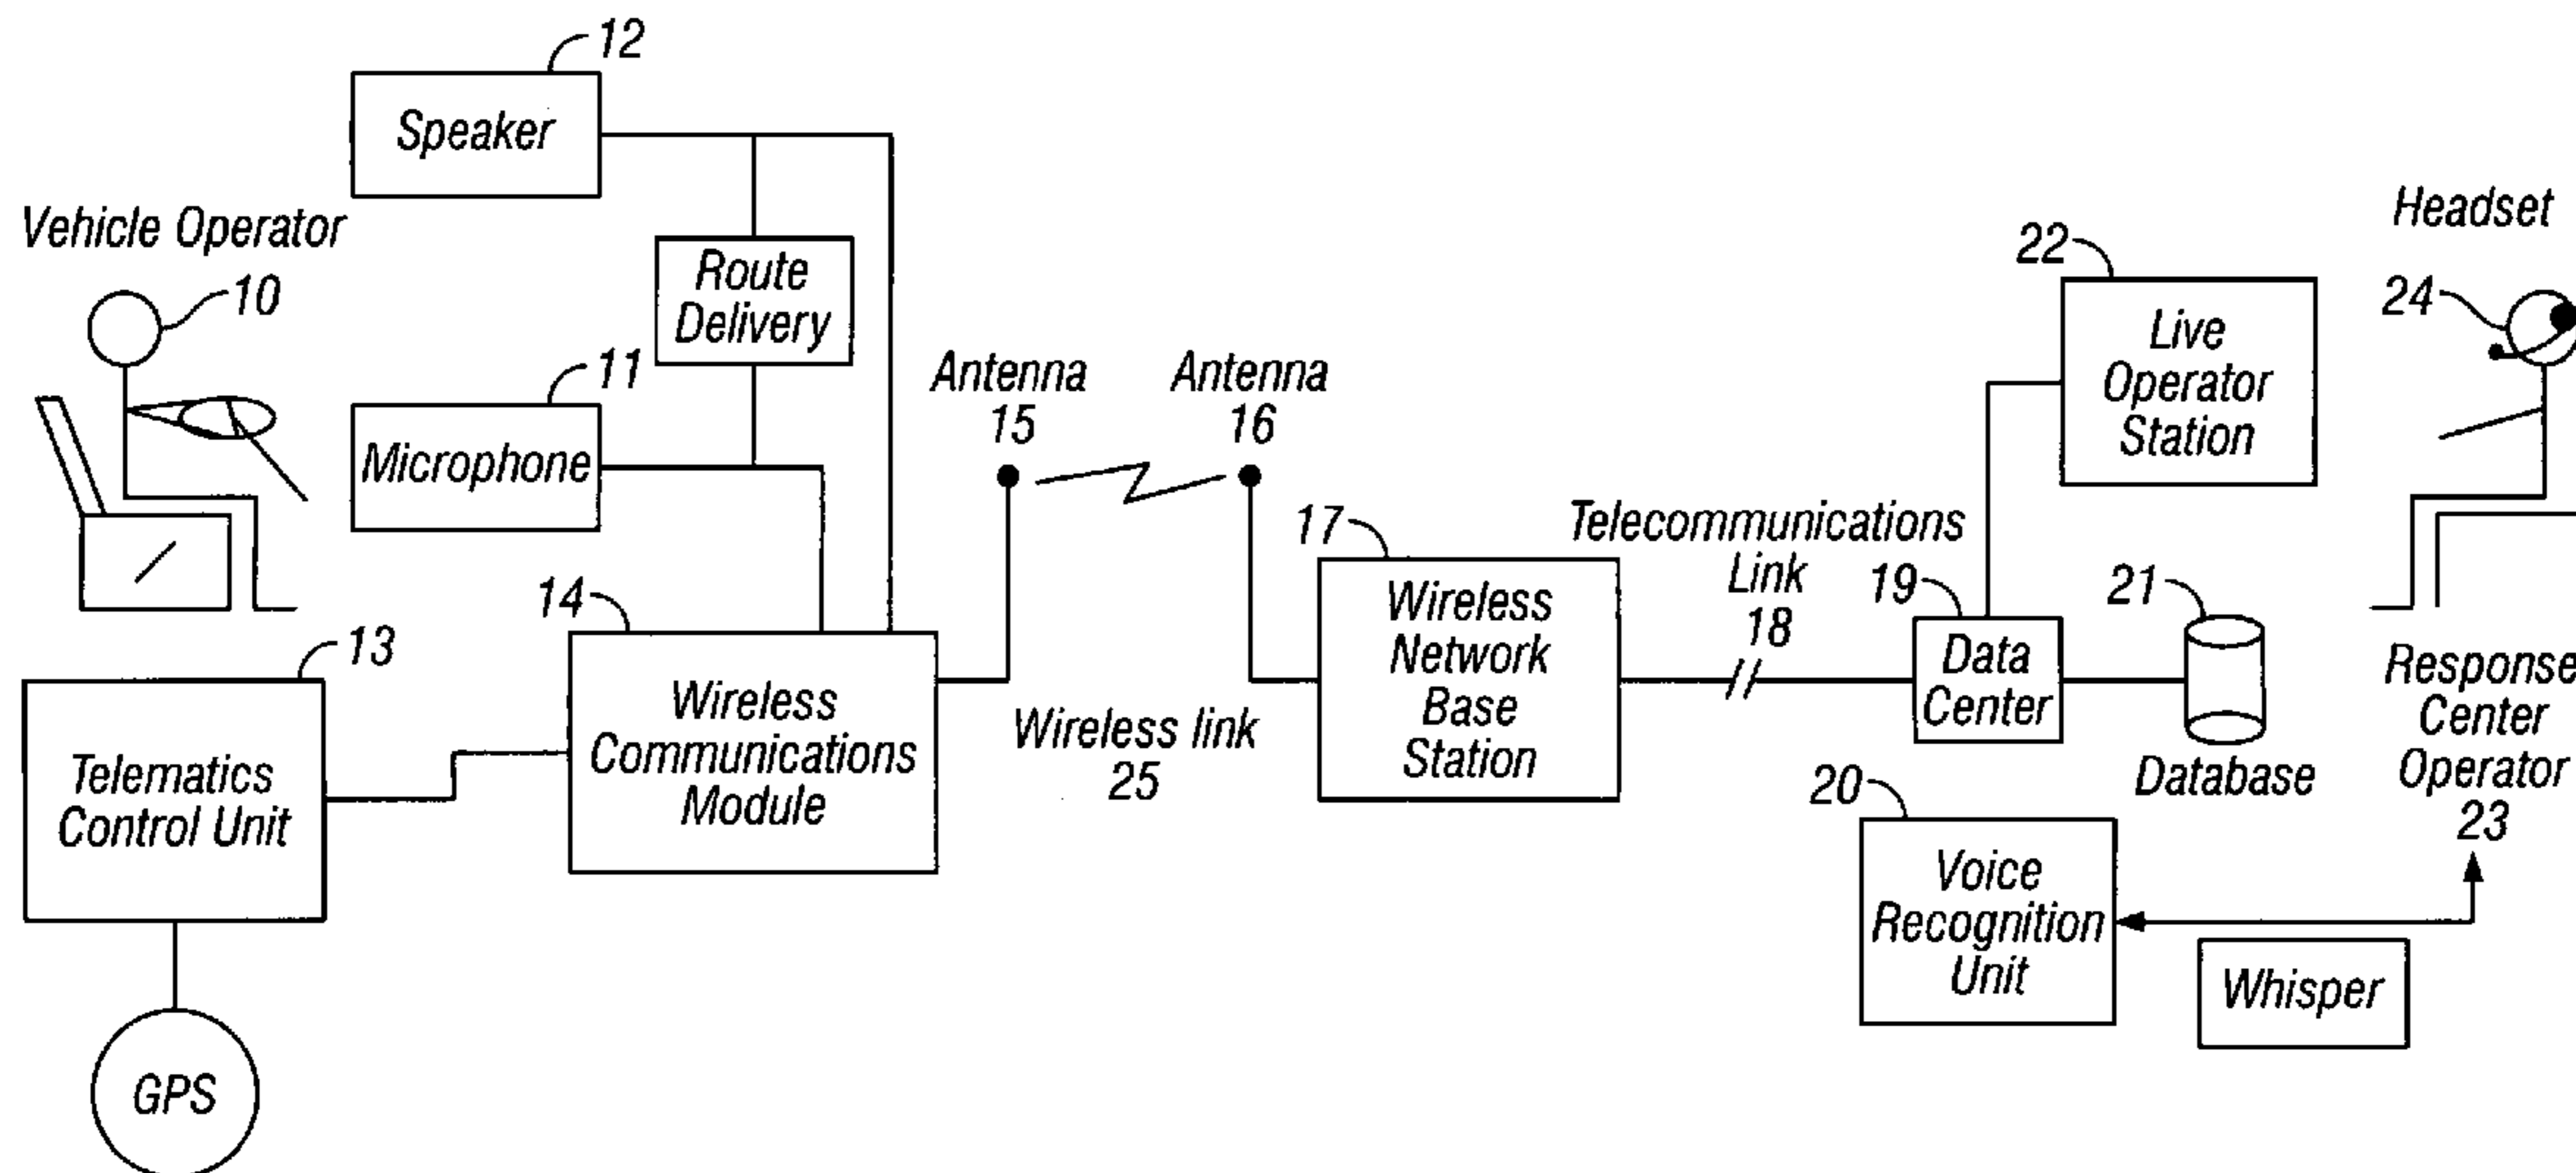 12
Speaker
Vehicle Operator
10
Route
Delivery
11
Microphone
Antenna
15
Antenna
16
22
Live
Operator
Station
Headset
24
13
Telematics
Control Unit
GPS
14
Wireless
Communications
Module
Wireless link
25
17
Wireless
Network
Base
Station
Telecommunications
Link
18
19
Data
Center
21
Database
Response
Center
Operator
23
20
Voice
Recognition
Unit
Whisper